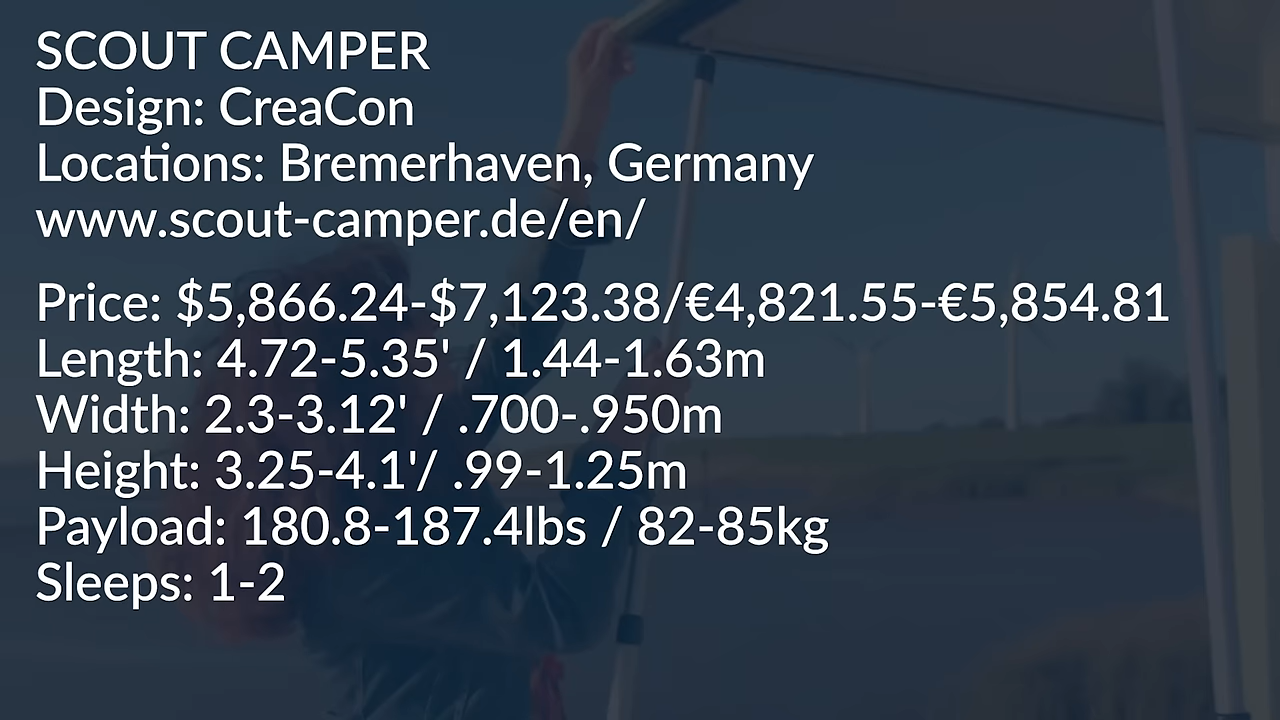 SCOUT CAMPER
Design: CreaCon
Locations: Bremerhaven, Germany
www.scout-camper.de/en/
Price: $5,866.24-$7,123.38/€4,821.55-€5,854.81
Length: 4.72-5.35' / 1.44-1.63m
Width: 2.3-3.12' / .700-.950m
Height: 3.25-4.1'/ .99-1.25m
Payload: 180.8-187.4lbs / 82-85kg
Sleeps: 1-2